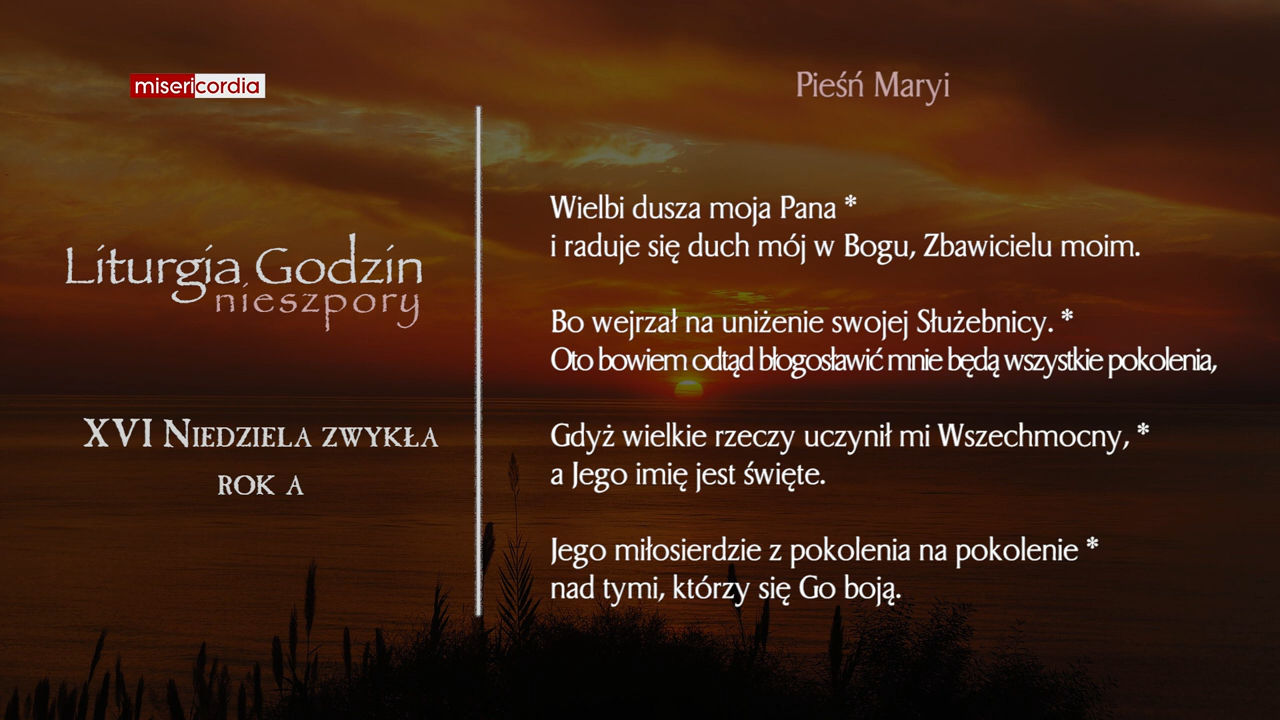 misericordia
Liturgia Godzin
nieszpory
XVI Niedziela zwykła
rok A
Pieśń Maryi
Wielbi dusza moja Pana *
i raduje się duch mój w Bogu, Zbawicielu moim.
Bo wejrzał na uniżenie swojej Służebnicy. *
Oto bowiem odtąd błogosławić mnie będą wszystkie pokolenia,
Gdyż wielkie rzeczy uczynił mi Wszechmocny, *
a Jego imię jest święte.
Jego miłosierdzie z pokolenia na pokolenie *
nad tymi, którzy się Go boją.